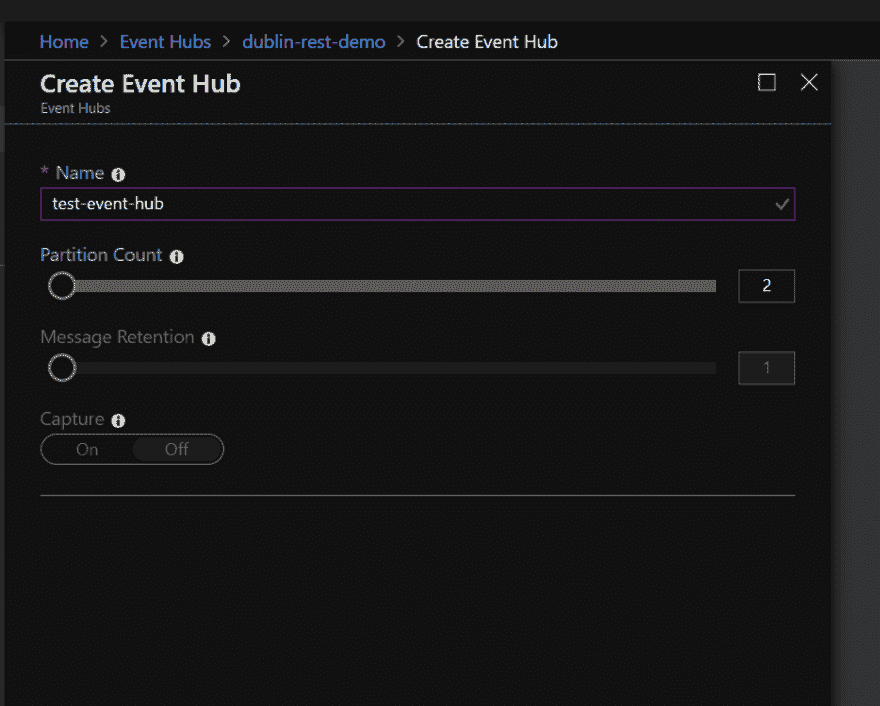 Home > Event Hubs > dublin-rest-demo > Create Event Hub
Create Event Hub
Event Hubs
* Name
test-event-hub
Partition Count
2
Message Retention
1
Capture
On Off